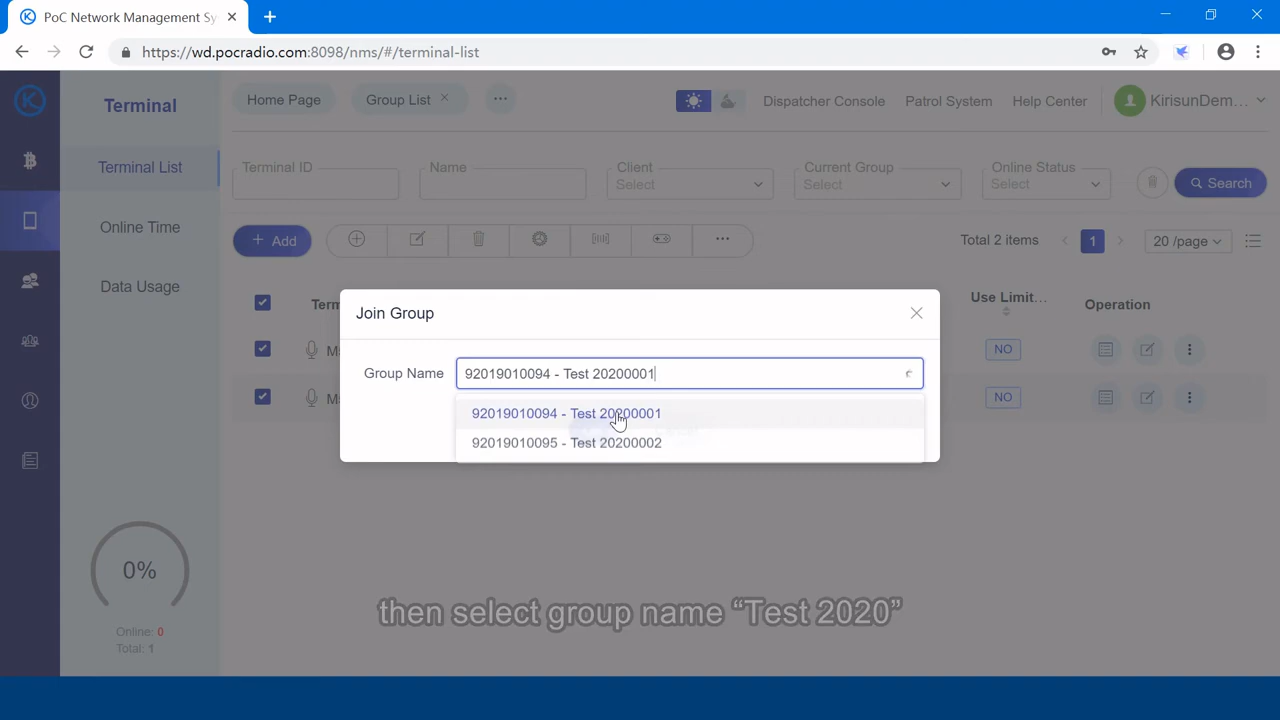 PoC Network Management Sy
https://wd.pocradio.com:8098/nms/#/terminal-list
Terminal
Home Page
Group List
Dispatcher Console
Patrol System
Help Center
KirisunDem...
Terminal List
Online Time
Data Usage
Terminal ID
Name
Client
Select
Current Group
Select
Online Status
Select
Search
+ Add
Total 2 items
1
20 /page
Use Limit...
Operation
NO
NO
Join Group
Group Name
92019010094 - Test 20200001
92019010094 - Test 20200001
92019010095 - Test 20200002
0%
Online: 0
Total: 1
then select group name “Test 2020”